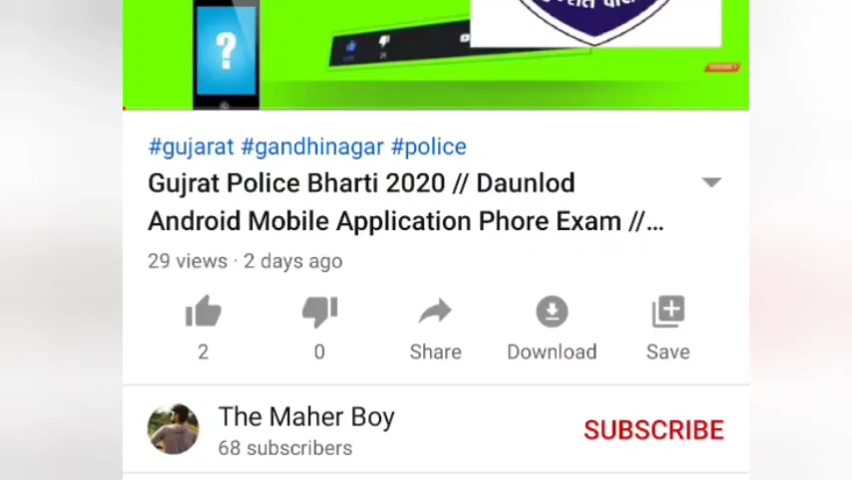 ?
#gujarat #gandhinagar #police
Gujrat Police Bharti 2020 // Daunlod
Android Mobile Application Phore Exam //...
29 views · 2 days ago
2
0
Share
Download
Save
The Maher Boy
68 subscribers
SUBSCRIBE